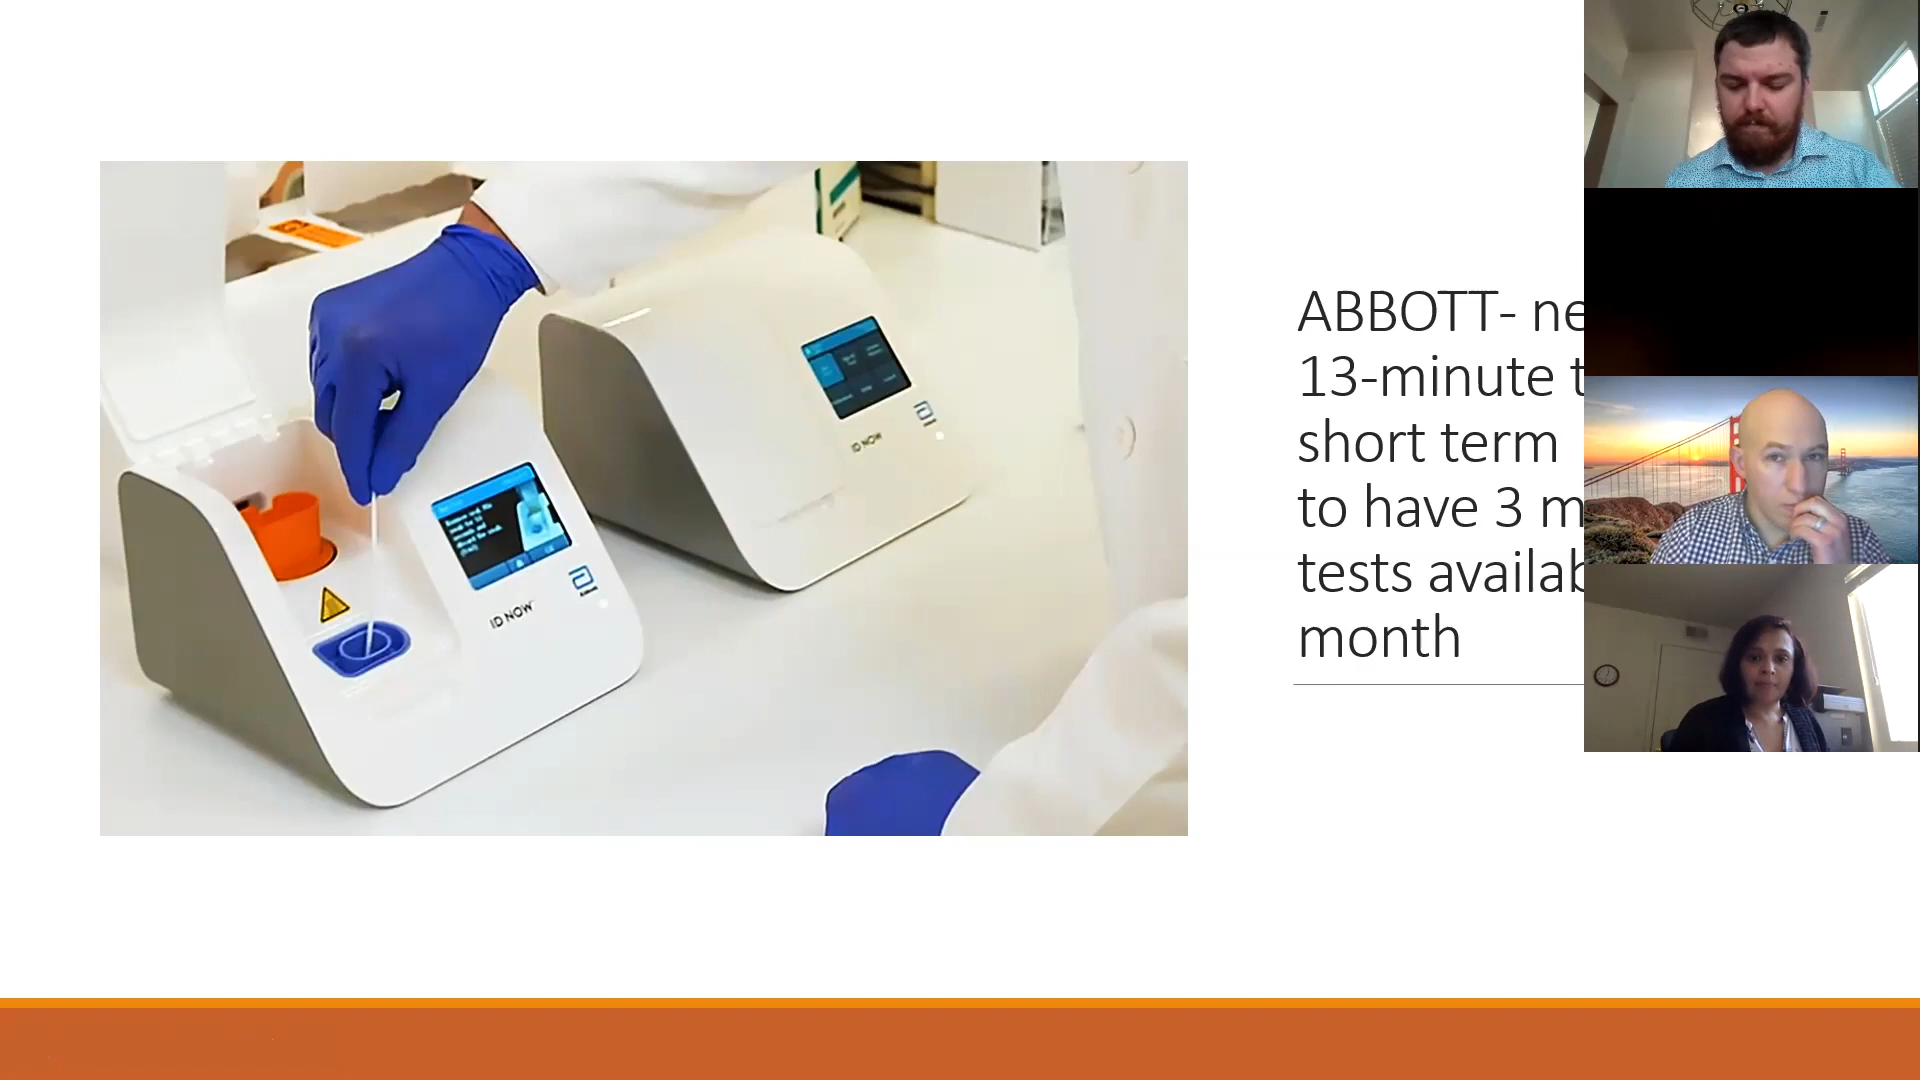 ABBOTT- ne
13-minute t
short term
to have 3 m
tests availab
month
ID NOW
ID NOW